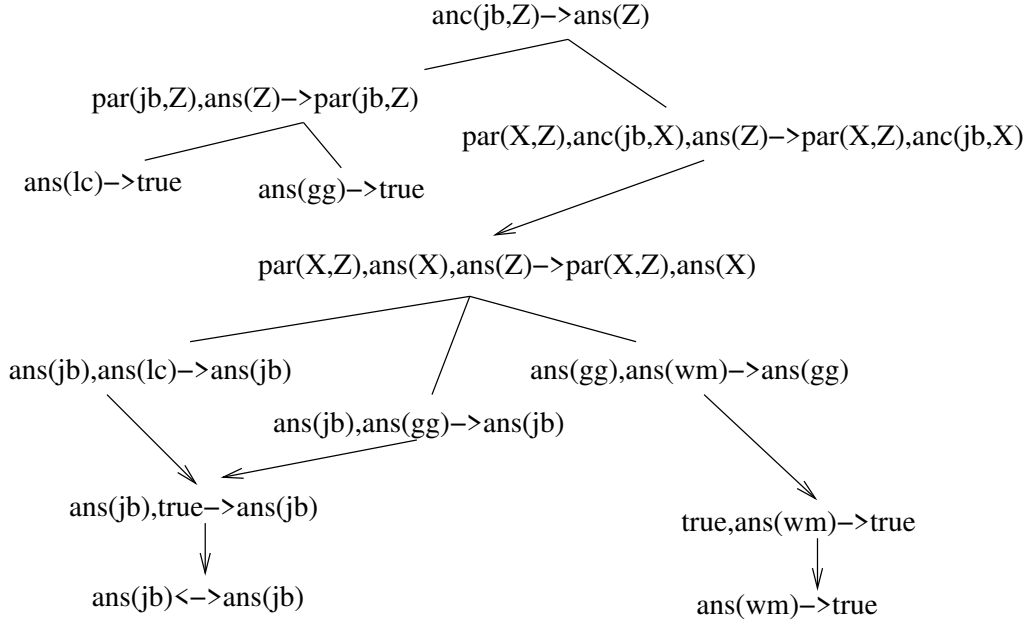 anc(jb,Z)−>ans(Z)
par(jb,Z),ans(Z)−>par(jb,Z)
par(X,Z),anc(jb,X),ans(Z)−>par(X,Z),anc(jb,X)
ans(lc)−>true
ans(gg)−>true
par(X,Z),ans(X),ans(Z)−>par(X,Z),ans(X)
ans(jb),ans(lc)−>ans(jb)
ans(gg),ans(wm)−>ans(gg)
ans(jb),ans(gg)−>ans(jb)
ans(jb),true−>ans(jb)
true,ans(wm)−>true
ans(jb)<−>ans(jb)
ans(wm)−>true